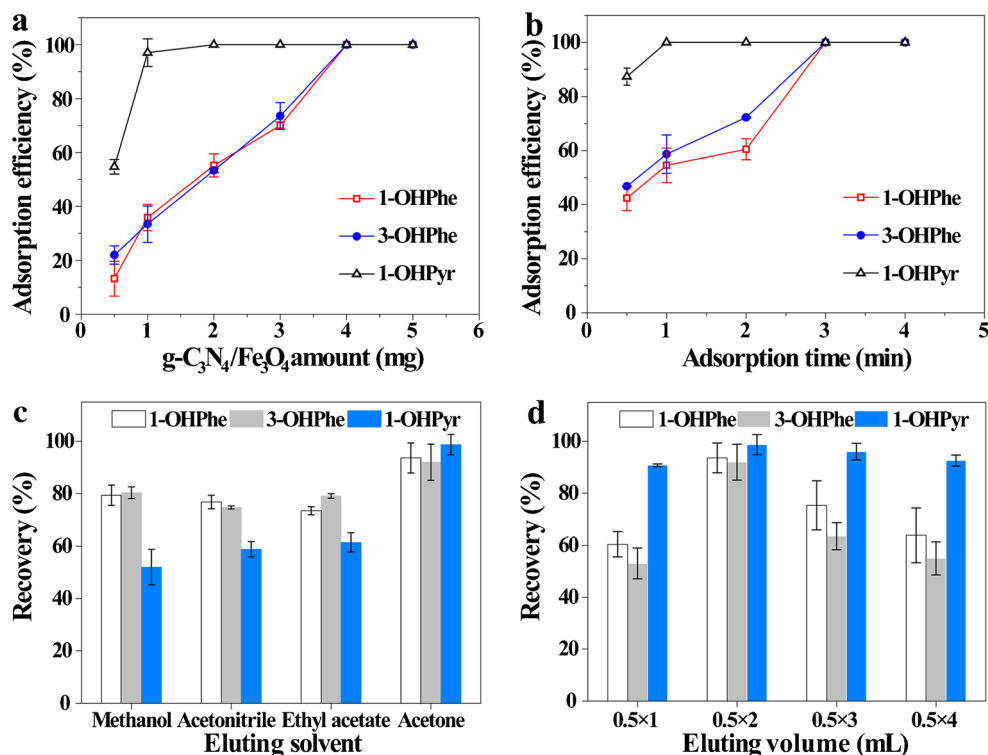 a
Adsorption efficiency (%)
100
80
60
40
20
0
1-OHPhe
3-OHPhe
1-OHPyr
0 1 2 3 4 5 6
g-C₃N₄/Fe₃O₄amount (mg)
b
Adsorption efficiency (%)
100
80
60
40
20
0
1-OHPhe
3-OHPhe
1-OHPyr
0 1 2 3 4 5
Adsorption time (min)
c
1-OHPhe 3-OHPhe 1-OHPyr
Recovery (%)
100
80
60
40
20
0
Methanol Acetonitrile Ethyl acetate Acetone
Eluting solvent
d
1-OHPhe 3-OHPhe 1-OHPyr
Recovery (%)
100
80
60
40
20
0
0.5×1 0.5×2 0.5×3 0.5×4
Eluting volume (mL)